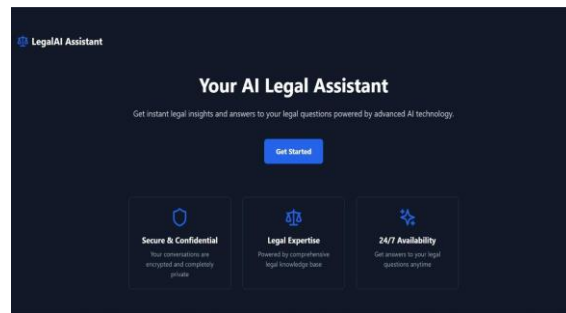 LegalAI Assistant
Your AI Legal Assistant
Get instant legal insights and answers to your legal questions powered by advanced AI technology.
Get Started
Secure & Confidential
Your conversations are
encrypted and completely
private
Legal Expertise
Powered by comprehensive
legal knowledge base
24/7 Availability
Get answers to your legal
questions anytime